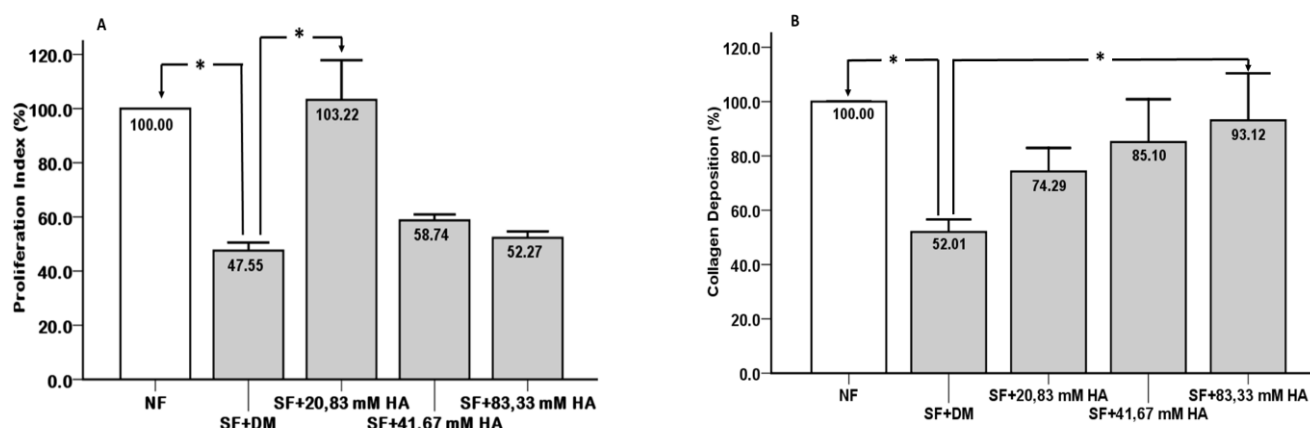 A
Proliferation Index (%)
120.0
100.0
80.0
60.0
40.0
20.0
0.0
*
*
100.00
47.55
103.22
58.74
52.27
NF
SF+DM
SF+20,83 mM HA
SF+41,67 mM HA
SF+83,33 mM HA
B
Collagen Deposition (%)
120.0
100.0
80.0
60.0
40.0
20.0
0.0
*
*
100.00
52.01
74.29
85.10
93.12
NF
SF+DM
SF+20,83 mM HA
SF+41,67 mM HA
SF+83,33 mM HA